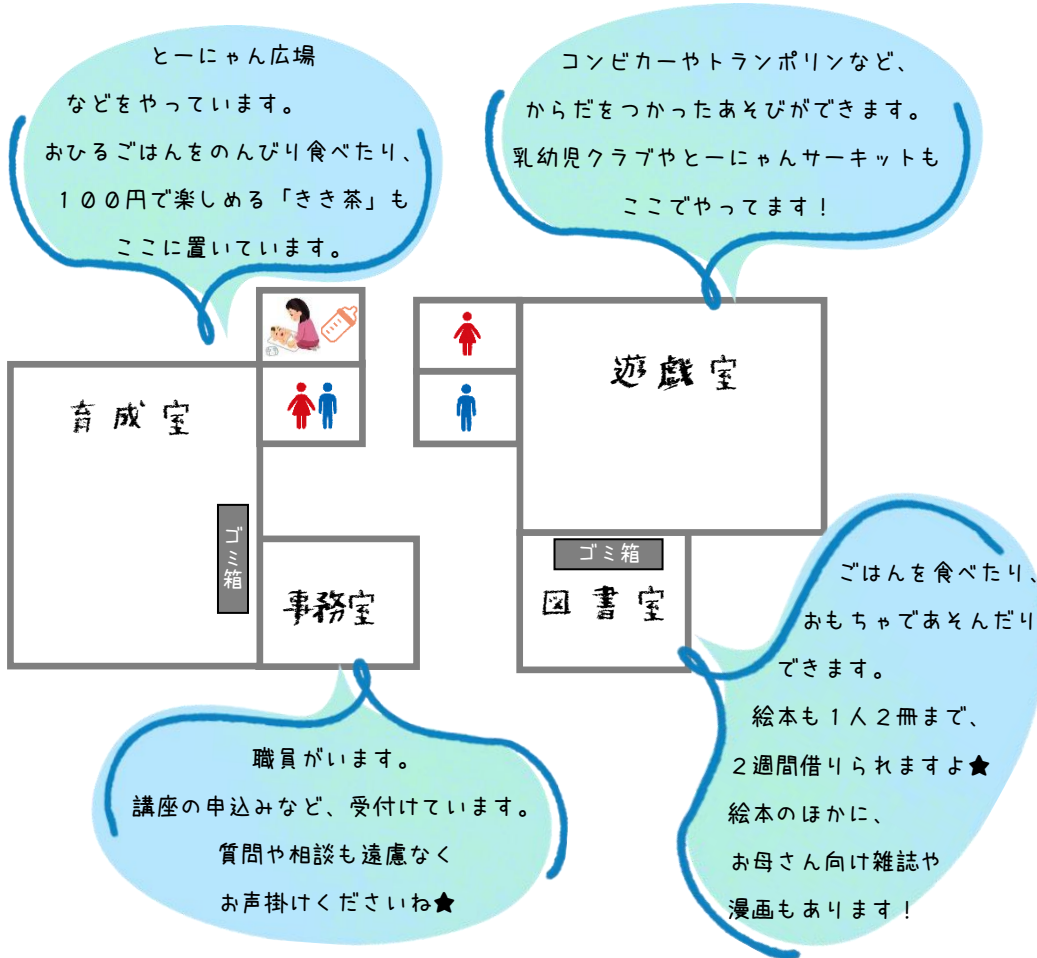 とーにゃん広場
などをやっています。
おひるごはんをのんびり食べたり、
１００円で楽しめる「きき茶」も
ここに置いています。
コンビカーやトランポリンなど、
からだをつかったあそびができます。
乳幼児クラブやとーにゃんサーキットも
ここでやってます！
育成室
遊戯室
ゴミ箱
事務室
ゴミ箱
図書室
ごはんを食べたり、
おもちゃであそんだり
できます。
絵本も１人２冊まで、
２週間借りられますよ★
絵本のほかに、
お母さん向け雑誌や
漫画もあります！
職員がいます。
講座の申込みなど、受付けています。
質問や相談も遠慮なく
お声掛けくださいね★